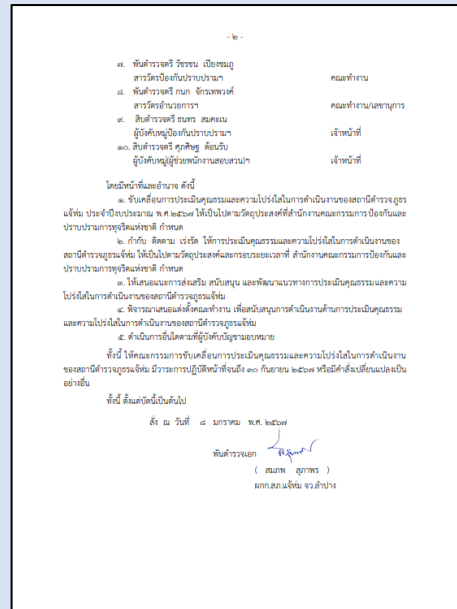 - ๒ -
๗. พันตำรวจตรี วัชรชน เปียงชมภู
สารวัตรป้องกันปราบปรามฯ คณะทำงาน
๘. พันตำรวจตรี กนก จักรเทพวงค์
สารวัตรอำนวยการฯ คณะทำงาน/เลขานุการ
๙. สิบตำรวจตรี ธนทร สมคะเน
ผู้บังคับหมู่ป้องกันปราบปรามฯ เจ้าหน้าที่
๑๐. สิบตำรวจตรี ศุภศิษฐ ต้อนรับ
ผู้บังคับหมู่(ผู้ช่วยพนักงานสอบสวน)ฯ เจ้าหน้าที่
โดยมีหน้าที่และอำนาจ ดังนี้
๑. ขับเคลื่อนการประเมินคุณธรรมและความโปร่งใสในการดำเนินงานของสถานีตำรวจภูธร
แจ้ห่ม ประจำปีงบประมาณ พ.ศ.๒๕๖๗ ให้เป็นไปตามวัตถุประสงค์ที่สำนักงานคณะกรรมการ ป้องกันและ
ปราบปรามการทุจริตแห่งชาติ กำหนด
๒. กำกับ ติดตาม เร่งรัด ให้การประเมินคุณธรรมและความโปร่งใสในการดำเนินงานของ
สถานีตำรวจภูธรแจ้ห่ม ให้เป็นไปตามวัตถุประสงค์และกรอบระยะเวลาที่ สำนักงานคณะกรรมการป้องกันและ
ปราบปรามการทุจริตแห่งชาติ กำหนด
๓. ให้เสนอแนะการส่งเสริม สนับสนุน และพัฒนาแนวทางการประเมินคุณธรรมและความ
โปร่งใสในการดำเนินงานของสถานีตำรวจภูธรแจ้ห่ม
๔. พิจารณาเสนอแต่งตั้งคณะทำงาน เพื่อสนับสนุนการดำเนินงานด้านการประเมินคุณธรรม
และความโปร่งใสในการดำเนินงานของสถานีตำรวจภูธรแจ้ห่ม
๕. ดำเนินการอื่นใดตามที่ผู้บังคับบัญชามอบหมาย
ทั้งนี้ ให้คณะกรรมการขับเคลื่อนการประเมินคุณธรรมและความโปร่งใสในการดำเนินงาน
ของสถานีตำรวจภูธรแจ้ห่ม มีวาระการปฏิบัติหน้าที่จนถึง ๓๐ กันยายน ๒๕๖๗ หรือมีคำสั่งเปลี่ยนแปลงเป็น
อย่างอื่น
ทั้งนี้ ตั้งแต่บัดนี้เป็นต้นไป
สั่ง ณ วันที่ ๘ มกราคม พ.ศ. ๒๕๖๗
พันตำรวจเอก
( สมภพ สุภาพร )
ผกก.สภ.แจ้ห่ม จว.ลำปาง